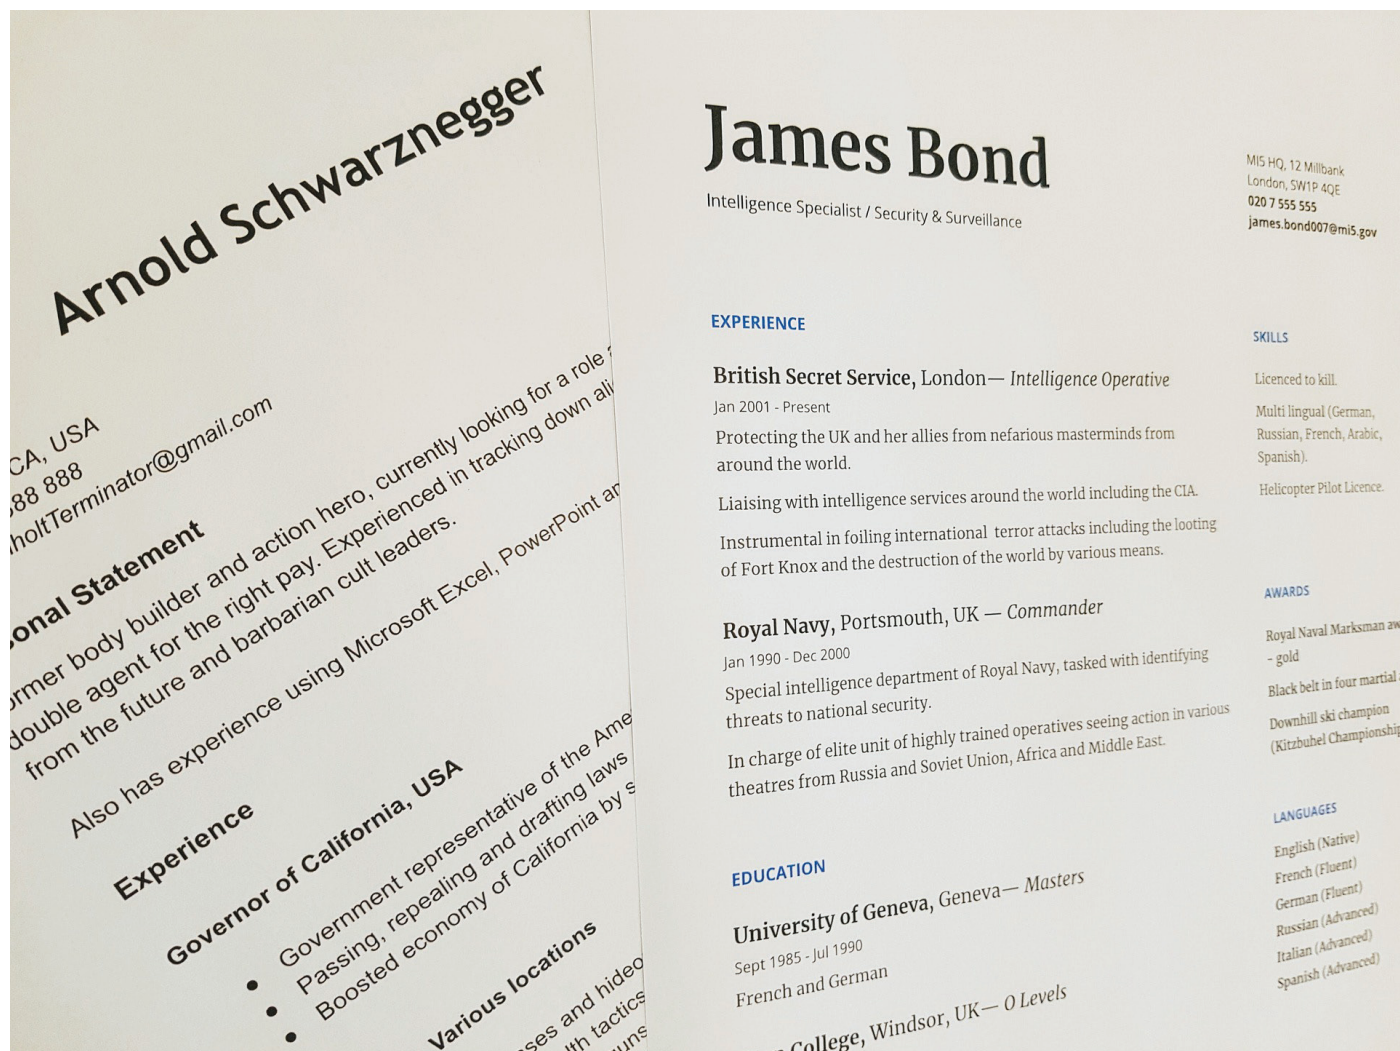 Arnold Schwarznegger
CA, USA
88 888
holtTerminator@gmail.com
onal Statement
ormer body builder and action hero, currently looking for a role
double agent for the right pay. Experienced in tracking down ali
from the future and barbarian cult leaders.
Also has experience using Microsoft Excel, PowerPoint an
Experience
Governor of California, USA
• Government representative of the Ame
• Passing, repealing and drafting laws
• Boosted economy of California by s
Various locations
ses and hideo
lth tactics
uns
James Bond
Intelligence Specialist / Security & Surveillance
MI5 HQ, 12 Millbank
London, SW1P 4QE
020 7 555 555
james.bond007@mi5.gov
EXPERIENCE
British Secret Service, London— Intelligence Operative
Jan 2001 - Present
Protecting the UK and her allies from nefarious masterminds from
around the world.
Liaising with intelligence services around the world including the CIA.
Instrumental in foiling international terror attacks including the looting
of Fort Knox and the destruction of the world by various means.
Royal Navy, Portsmouth, UK — Commander
Jan 1990 - Dec 2000
Special intelligence department of Royal Navy, tasked with identifying
threats to national security.
In charge of elite unit of highly trained operatives seeing action in various
theatres from Russia and Soviet Union, Africa and Middle East.
EDUCATION
University of Geneva, Geneva— Masters
Sept 1985 - Jul 1990
French and German
College, Windsor, UK— O Levels
SKILLS
Licenced to kill.
Multi lingual (German,
Russian, French, Arabic,
Spanish).
Helicopter Pilot Licence.
AWARDS
Royal Naval Marksman aw
- gold
Black belt in four martial
Downhill ski champion
(Kitzbuhel Championship
LANGUAGES
English (Native)
French (Fluent)
German (Fluent)
Russian (Advanced)
Italian (Advanced)
Spanish (Advanced)